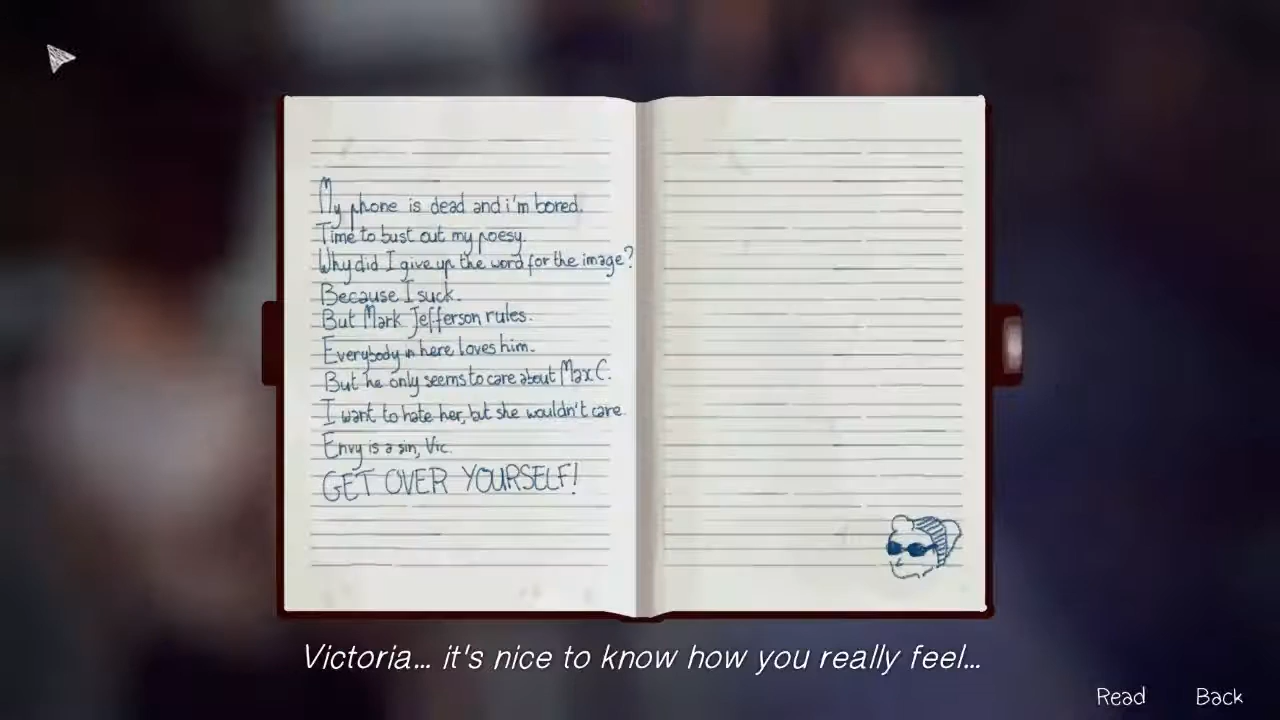 My phone is dead and i'm bored.
Time to bust out my poesy.
Why did I give up the word for the image?
Because I suck.
But Mark Jefferson rules.
Everybody in here loves him.
But he only seems to care about Max C.
I want to hate her, but she wouldn't care.
Envy is a sin, Vic.
GET OVER YOURSELF!
Victoria... it's nice to know how you really feel...
Read
Back